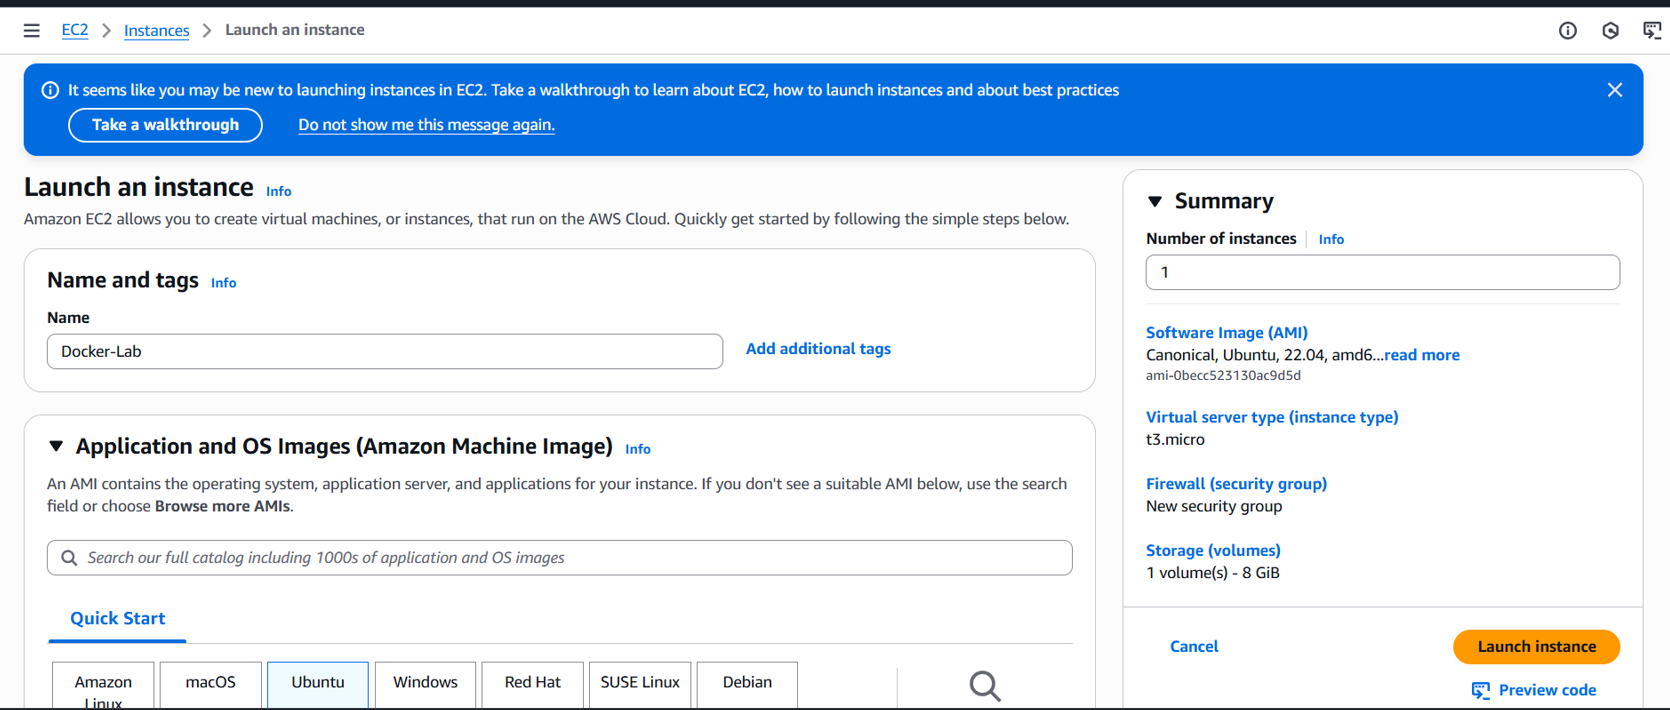 EC2 > Instances > Launch an instance
It seems like you may be new to launching instances in EC2. Take a walkthrough to learn about EC2, how to launch instances and about best practices
Take a walkthrough
Do not show me this message again.
Launch an instance Info
Amazon EC2 allows you to create virtual machines, or instances, that run on the AWS Cloud. Quickly get started by following the simple steps below.
Name and tags Info
Name
Docker-Lab
Add additional tags
Application and OS Images (Amazon Machine Image) Info
An AMI contains the operating system, application server, and applications for your instance. If you don't see a suitable AMI below, use the search
field or choose Browse more AMIs.
Search our full catalog including 1000s of application and OS images
Quick Start
Amazon
Linux
macOS
Ubuntu
Windows
Red Hat
SUSE Linux
Debian
Summary
Number of instances Info
1
Software Image (AMI)
Canonical, Ubuntu, 22.04, amd6...read more
ami-0becc523130ac9d5d
Virtual server type (instance type)
t3.micro
Firewall (security group)
New security group
Storage (volumes)
1 volume(s) - 8 GiB
Cancel
Launch instance
Preview code